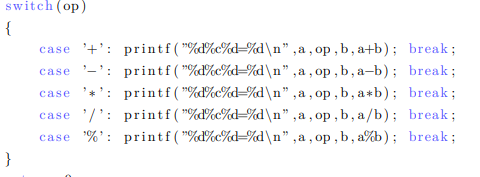 switch(op)
{
case '+': printf("%d%c%d=%d\n",a,op,b,a+b); break;
case '−': printf("%d%c%d=%d\n",a,op,b,a−b); break;
case '*': printf("%d%c%d=%d\n",a,op,b,a*b); break;
case '/': printf("%d%c%d=%d\n",a,op,b,a/b); break;
case '%': printf("%d%c%d=%d\n",a,op,b,a%b); break;
}